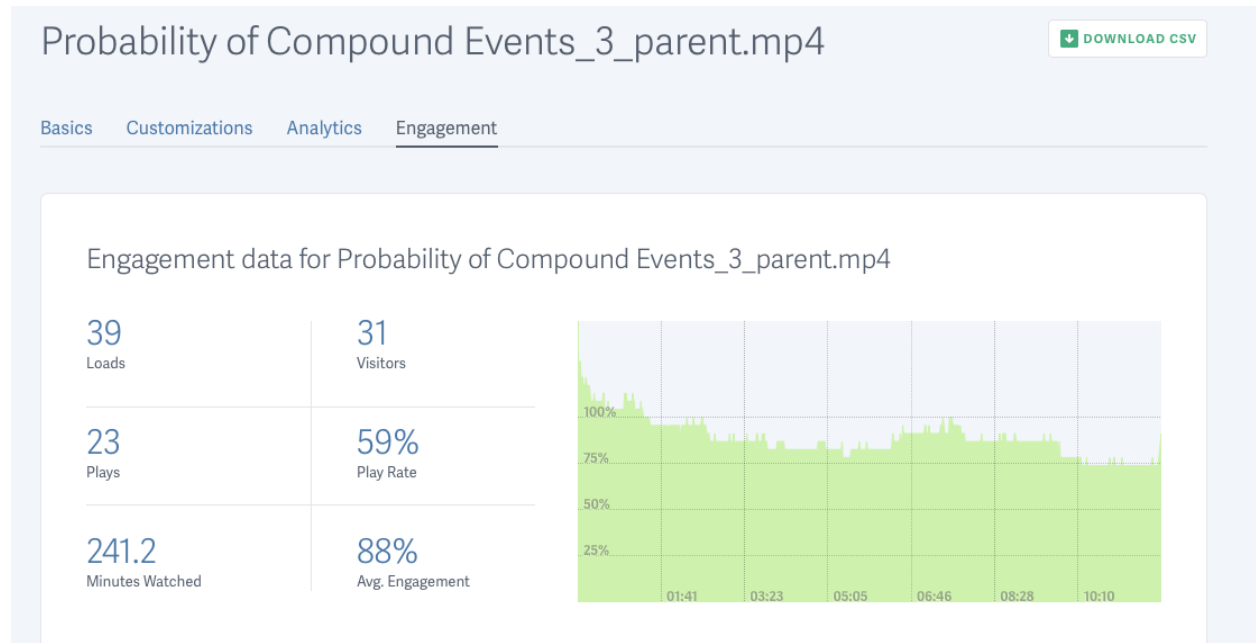 Probability of Compound Events_3_parent.mp4
DOWNLOAD CSV
Basics Customizations Analytics Engagement
Engagement data for Probability of Compound Events_3_parent.mp4
39
Loads
31
Visitors
23
Plays
59%
Play Rate
241.2
Minutes Watched
88%
Avg. Engagement
100%
75%
50%
25%
01:41 03:23 05:05 06:46 08:28 10:10